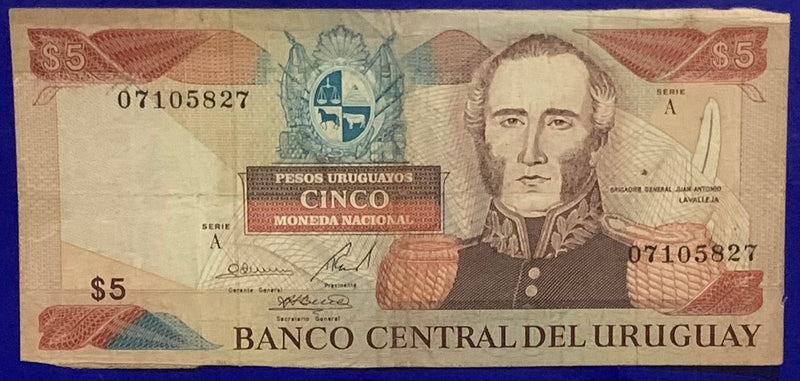 $5
$5
07105827
SERIE
A
PESOS URUGUAYOS
CINCO
MONEDA NACIONAL
BRIGADIER GENERAL JUAN ANTONIO
LAVALLEJA
SERIE
A
07105827
Gerente General
Presidente
Secretario General
$5
BANCO CENTRAL DEL URUGUAY